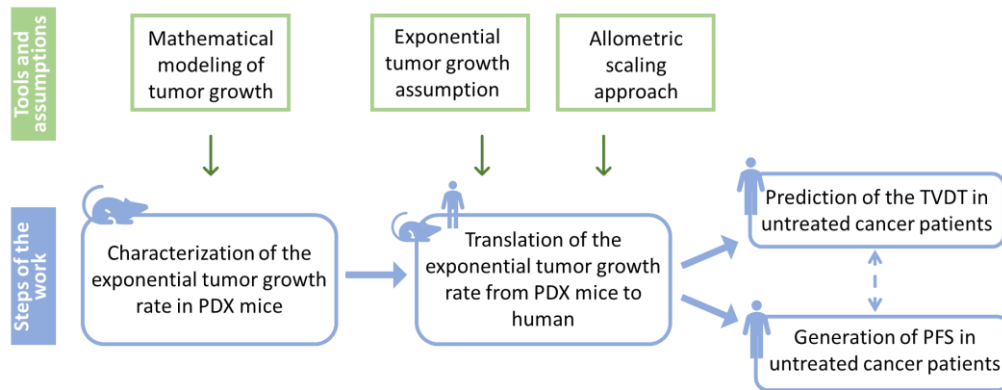 Tools and
assumptions
Mathematical
modeling of
tumor growth
Exponential
tumor growth
assumption
Allometric
scaling
approach
Steps of the
work
Characterization of the
exponential tumor growth
rate in PDX mice
Translation of the
exponential tumor growth
rate from PDX mice to
human
Prediction of the TVDT in
untreated cancer patients
Generation of PFS in
untreated cancer patients